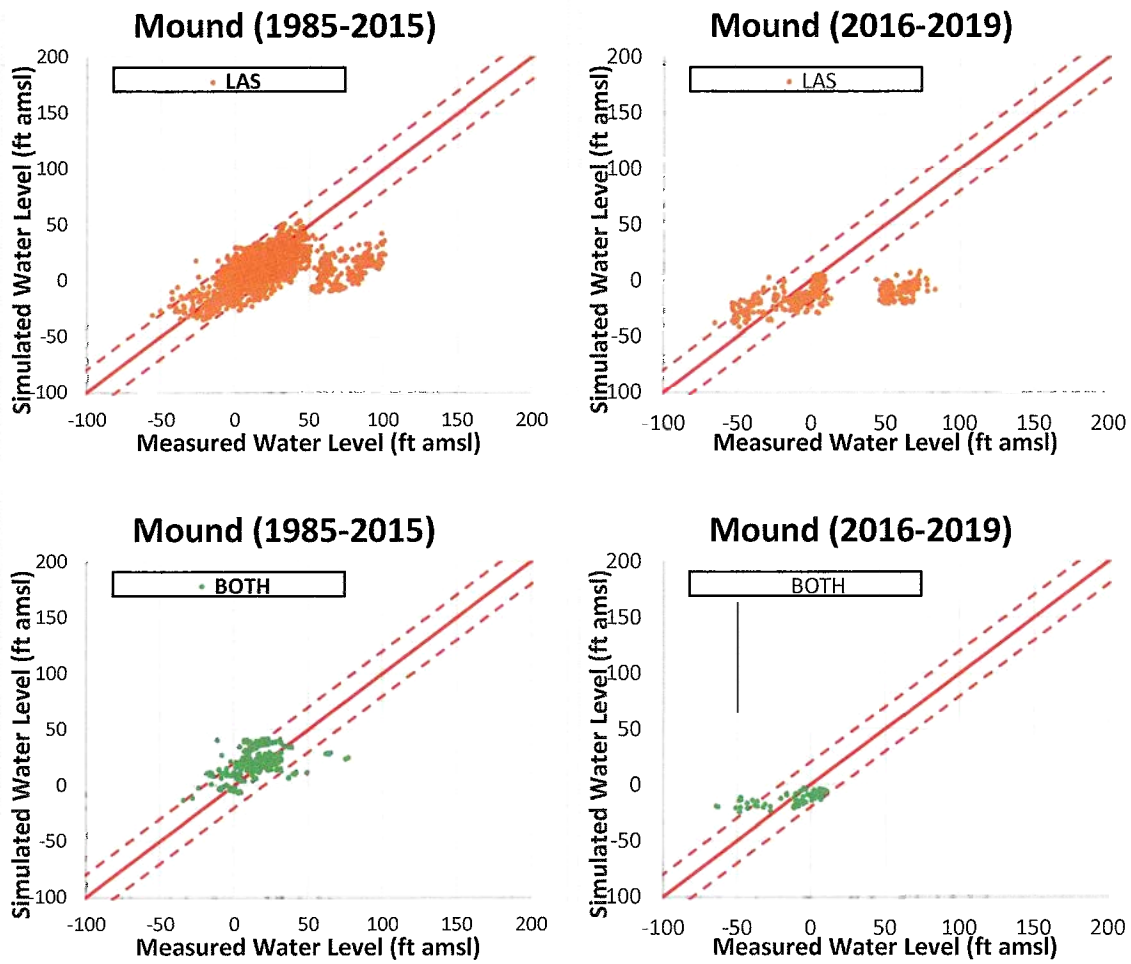 Mound (1985-2015)
Mound (2016-2019)
Simulated Water Level (ft amsl)
200
150
100
50
0
-50
-100
LAS
-100 -50 0 50 100 150 200
Measured Water Level (ft amsl)
Simulated Water Level (ft amsl)
200
150
100
50
0
-50
-100
LAS
-100 -50 0 50 100 150 200
Measured Water Level (ft amsl)
Mound (1985-2015)
Mound (2016-2019)
Simulated Water Level (ft amsl)
200
150
100
50
0
-50
-100
BOTH
-100 -50 0 50 100 150 200
Measured Water Level (ft amsl)
Simulated Water Level (ft amsl)
200
150
100
50
0
-50
-100
BOTH
-100 -50 0 50 100 150 200
Measured Water Level (ft amsl)